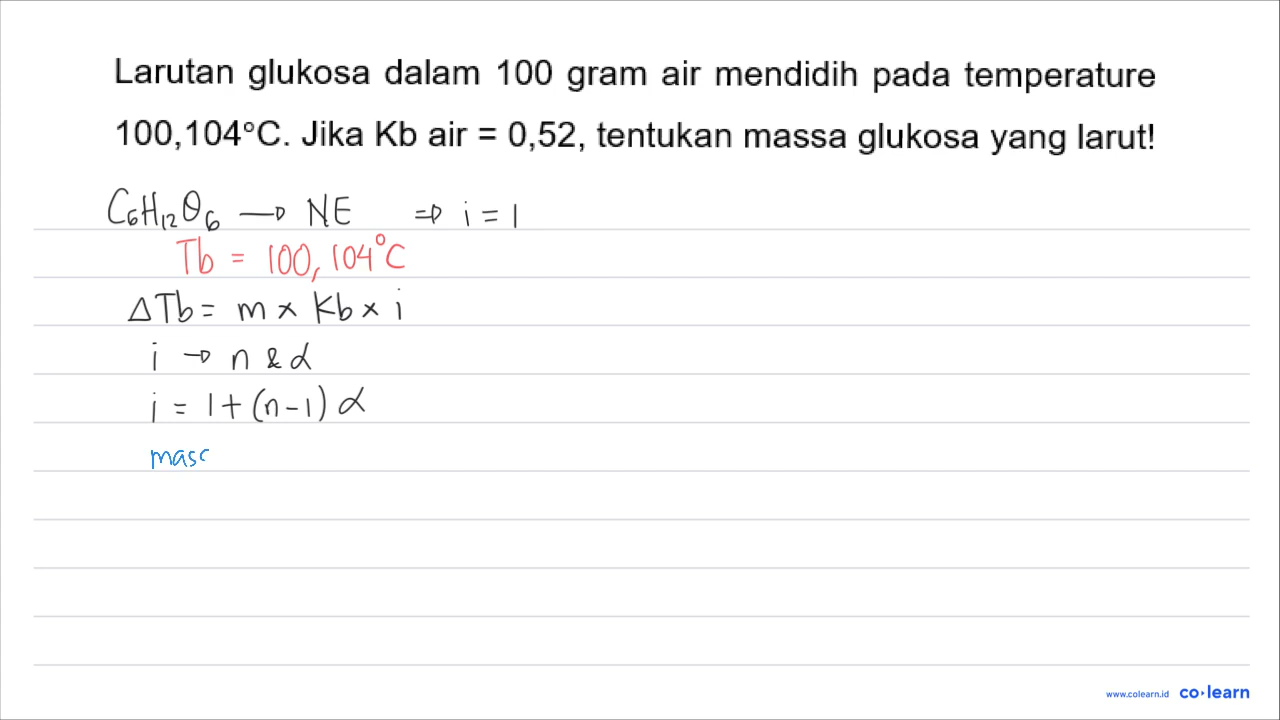 Larutan glukosa dalam 100 gram air mendidih pada temperature
100,104°C. Jika Kb air = 0,52, tentukan massa glukosa yang larut!
C₆H₁₂O₆ → NE ⇒ i = 1
Tb = 100,104°C
ΔTb = m × Kb × i
i → n & α
i = 1 + (n - 1) α
mas
www.colearn.id co·learn